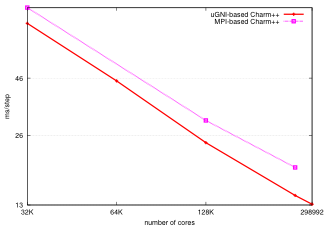 uGNI-based Charm++
MPI-based Charm++
ms/step
46
26
13
32K
64K
128K
298992
number of cores